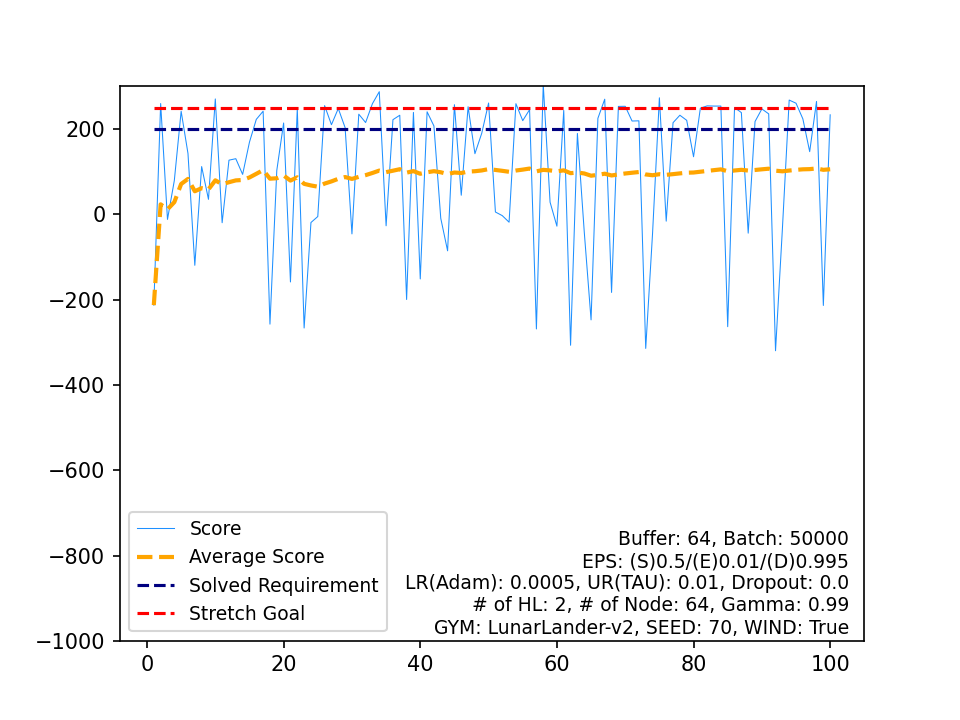 200
0
−200
−400
−600
−800
−1000
0 20 40 60 80 100
Score
Average Score
Solved Requirement
Stretch Goal
Buffer: 64, Batch: 50000
EPS: (S)0.5/(E)0.01/(D)0.995
LR(Adam): 0.0005, UR(TAU): 0.01, Dropout: 0.0
# of HL: 2, # of Node: 64, Gamma: 0.99
GYM: LunarLander-v2, SEED: 70, WIND: True